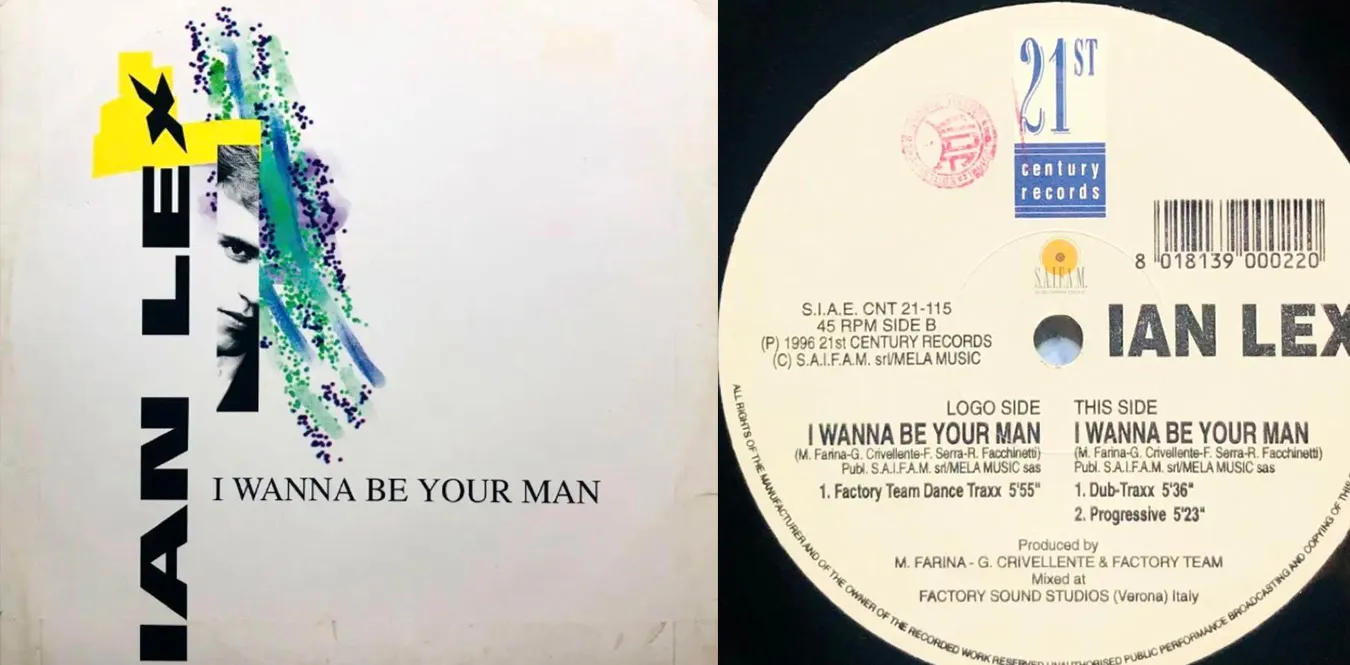 IAN LEX
I WANNA BE YOUR MAN
21ST
century
records
8 018139 000220
S.A.I.F.A.M.
S.I.A.E. CNT 21-115
45 RPM SIDE B
(P) 1996 21st CENTURY RECORDS
(C) S.A.I.F.A.M. srl/MELA MUSIC
IAN LEX
LOGO SIDE
I WANNA BE YOUR MAN
(M. Farina-G. Crivellente-F. Serra-R. Facchinetti)
Publ. S.A.I.F.A.M. srl/MELA MUSIC sas
1. Factory Team Dance Traxx 5'55"
THIS SIDE
I WANNA BE YOUR MAN
(M. Farina-G. Crivellente-F. Serra-R. Facchinetti)
Publ. S.A.I.F.A.M. srl/MELA MUSIC sas
1. Dub-Traxx 5'36"
2. Progressive 5'23"
Produced by
M. FARINA - G. CRIVELLENTE & FACTORY TEAM
Mixed at
FACTORY SOUND STUDIOS (Verona) Italy
ALL RIGHTS OF THE MANUFACTURER AND OF THE OWNER OF THE RECORDED WORK RESERVED UNAUTHORISED PUBLIC PERFORMANCE BROADCASTING AND COPYING OF THIS